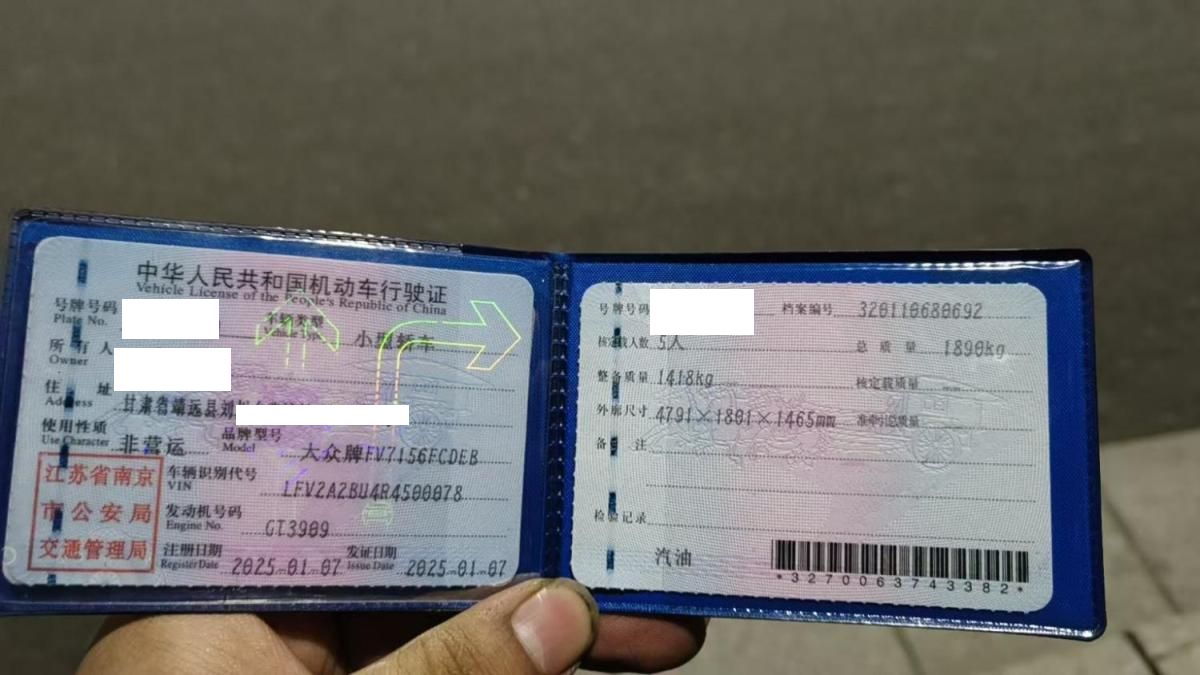 中华人民共和国机动车行驶证
Vehicle License of the People's Republic of China
号牌号码
Plate No.
车辆类型
Vehicle Type
小型轿车
所有人
Owner
住址
Address
甘肃省靖远县刘
使用性质
Use Character
非营运
品牌型号
Model
大众牌FV7156FCDEB
江苏省南京
市公安局
交通管理局
车辆识别代号
VIN
LFV2A2BU4R4500078
发动机号码
Engine No.
GT3909
注册日期
Register Date
2025-01-07
发证日期
Issue Date
2025-01-07
号牌号码
档案编号 320110680692
核定载人数 5人
总质量 1890kg
整备质量 1418kg
核定载质量
外廓尺寸 4791×1801×1465mm
准牵引总质量
备注
检验记录
汽油
*3270063743382*